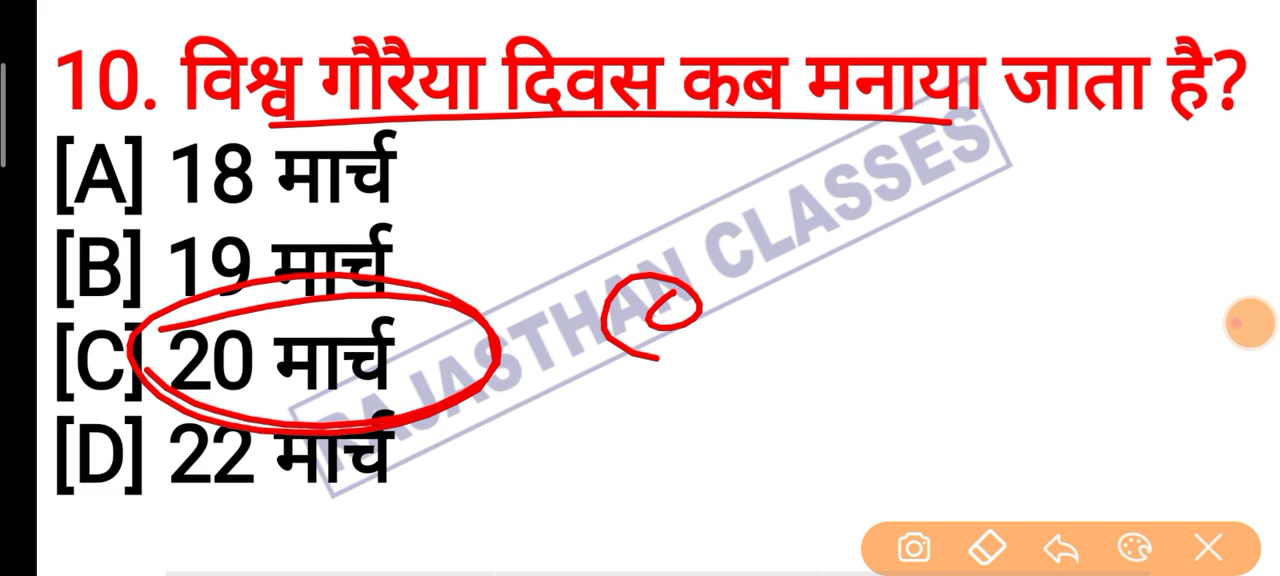 10. विश्व गौरैया दिवस कब मनाया जाता है?
[A] 18 मार्च
[B] 19 मार्च
[C] 20 मार्च
[D] 22 मार्च
RAJASTHAN CLASSES